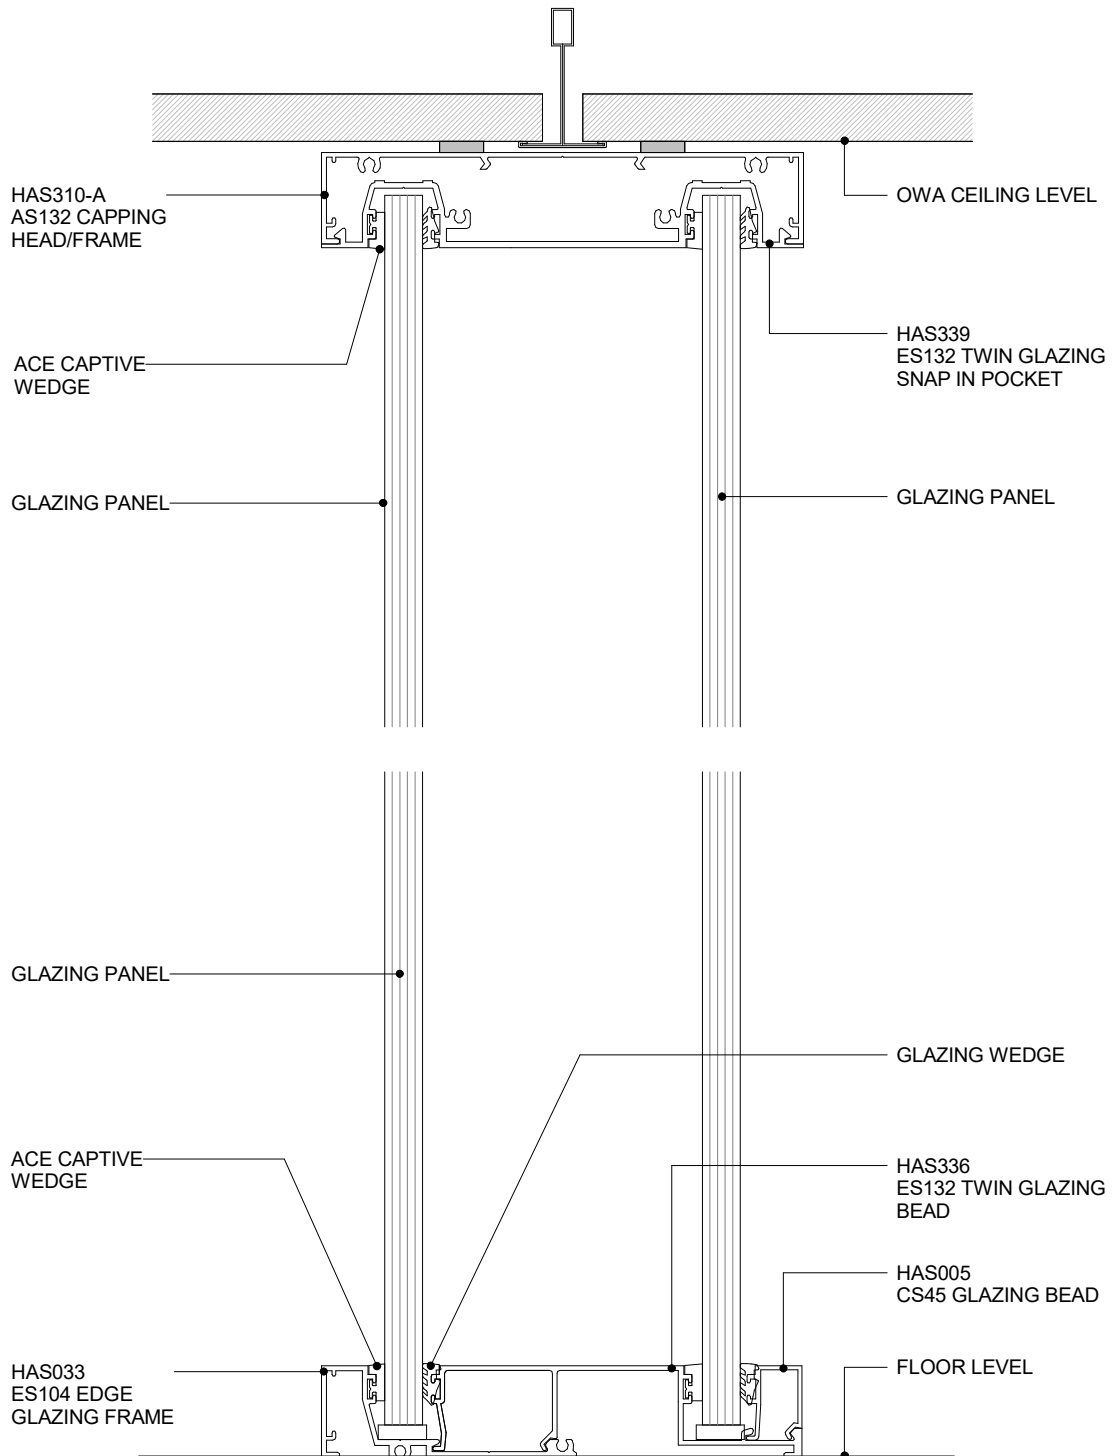 HAS310-A
AS132 CAPPING
HEAD/FRAME
OWA CEILING LEVEL
HAS339
ES132 TWIN GLAZING
SNAP IN POCKET
ACE CAPTIVE
WEDGE
GLAZING PANEL
GLAZING PANEL
GLAZING PANEL
GLAZING WEDGE
ACE CAPTIVE
WEDGE
HAS336
ES132 TWIN GLAZING
BEAD
HAS005
CS45 GLAZING BEAD
HAS033
ES104 EDGE
GLAZING FRAME
FLOOR LEVEL